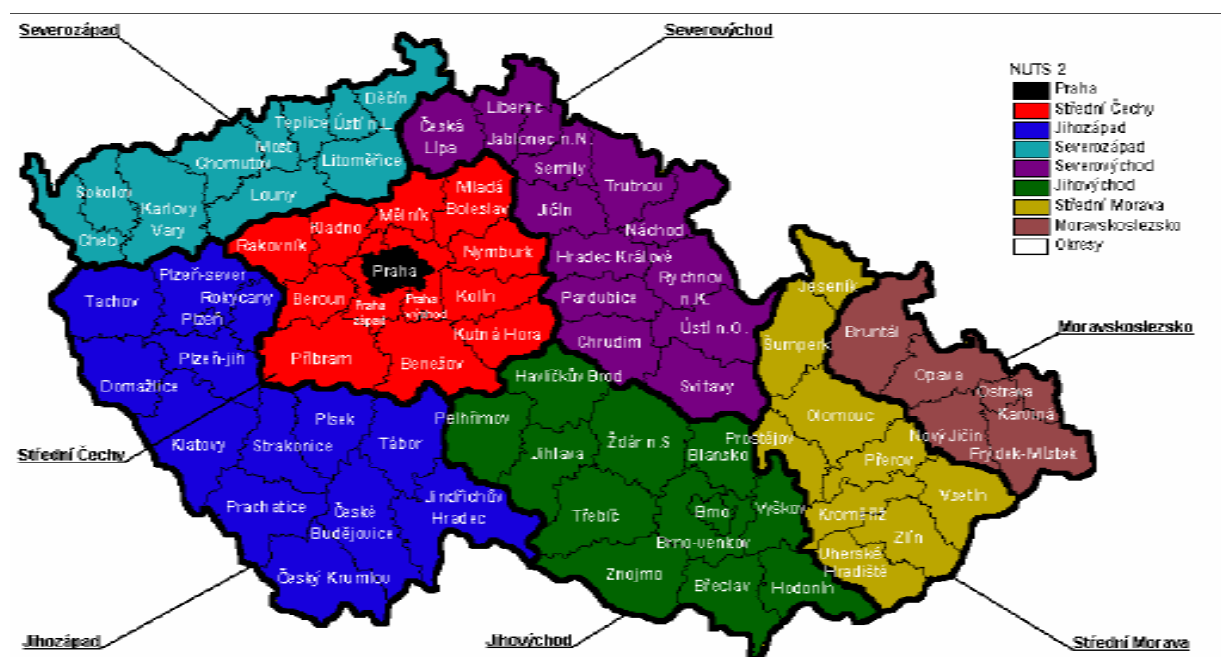 Severozápad
Severovýchod
NUTS 2
Praha
Střední Čechy
Jihozápad
Severozápad
Severovýchod
Jihovýchod
Střední Morava
Moravskoslezsko
Okresy
Děčín
Teplice
Ústí n.L.
Most
Chomutov
Litoměřice
Louny
Sokolov
Karlovy
Vary
Cheb
Liberec
Česká
Lípa
Jablonec n.N.
Semily
Trutnov
Jičín
Náchod
Hradec Králové
Rychnov
n.K.
Pardubice
Ústí n.O.
Chrudim
Svitavy
Mladá
Boleslav
Mělník
Kladno
Rakovník
Nymburk
Praha
Beroun
Praha
západ
Praha
východ
Kolín
Kutná Hora
Příbram
Benešov
Plzeň-sever
Tachov
Rokycany
Plzeň
Plzeň-jih
Domažlice
Klatovy
Písek
Strakonice
Tábor
Prachatice
České
Budějovice
Jindřichův
Hradec
Český Krumlov
Havlíčkův Brod
Pelhřimov
Jihlava
Žďár n.S
Blansko
Třebíč
Brno
Vyškov
Brno-venkov
Znojmo
Břeclav
Hodonín
Jeseník
Šumperk
Olomouc
Prostějov
Přerov
Kroměříž
Vsetín
Zlín
Uherské
Hradiště
Bruntál
Opava
Ostrava
Karviná
Nový Jičín
Frýdek-Místek
Moravskoslezsko
Střední Čechy
Jihozápad
Jihovýchod
Střední Morava